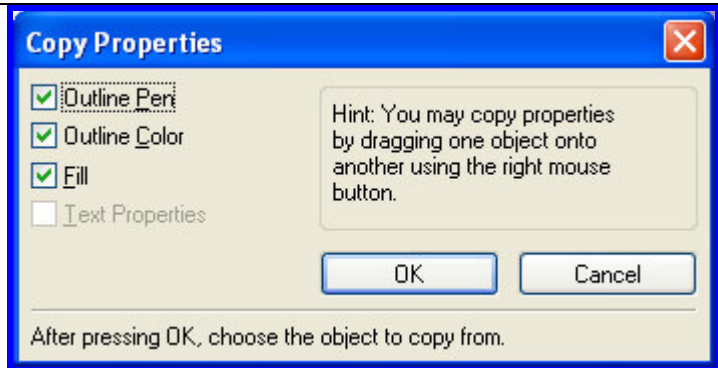 Copy Properties
Outline Pen
Outline Color
Fill
Text Properties
Hint: You may copy properties
by dragging one object onto
another using the right mouse
button.
OK
Cancel
After pressing OK, choose the object to copy from.